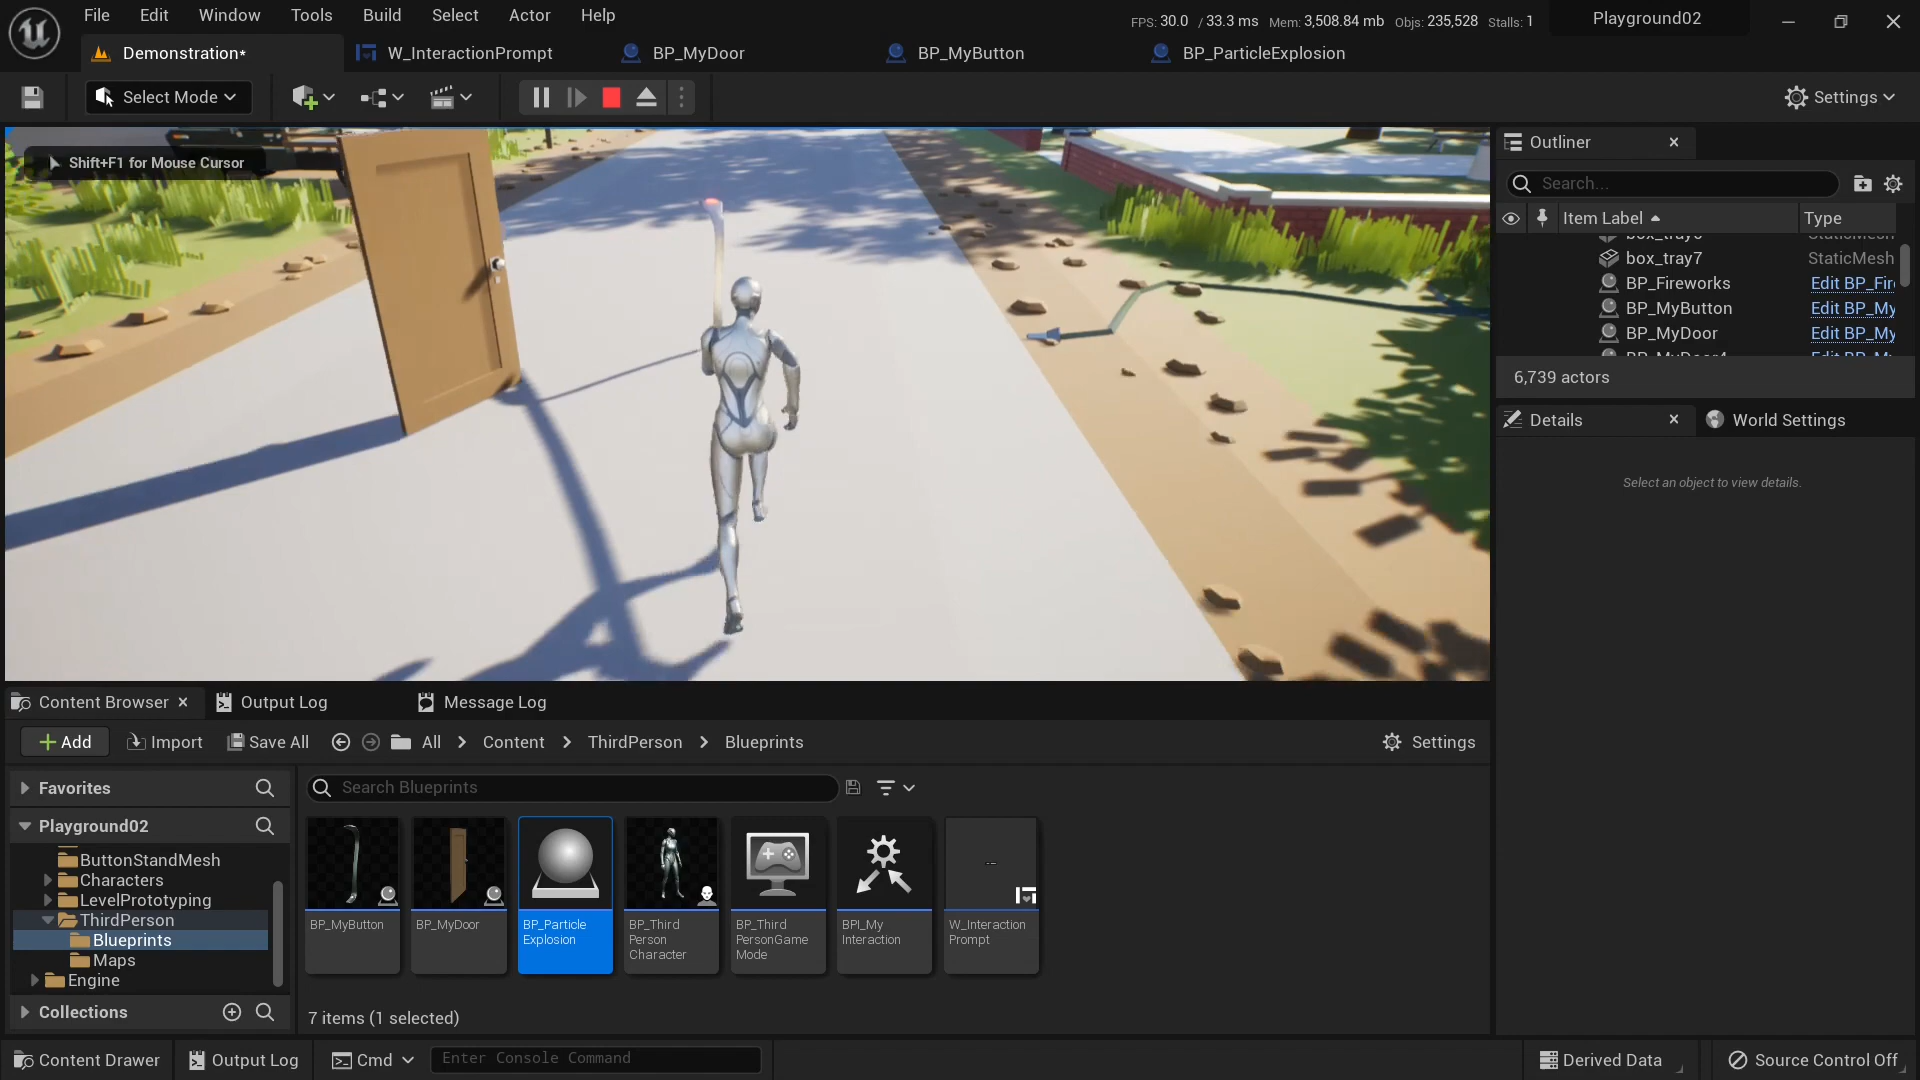 File Edit Window Tools Build Select Actor Help
FPS: 30.0 / 33.3 ms Mem: 3,508.84 mb Objs: 235,528 Stalls: 1
Playground02
Demonstration*
W_InteractionPrompt
BP_MyDoor
BP_MyButton
BP_ParticleExplosion
Select Mode
Settings
Shift+F1 for Mouse Cursor
Outliner
Search...
Item Label
Type
box_tray7
StaticMesh
BP_Fireworks
Edit BP_Fir
BP_MyButton
Edit BP_My
BP_MyDoor
Edit BP_My
6,739 actors
Details
World Settings
Select an object to view details.
Content Browser
Output Log
Message Log
Add
Import
Save All
All
Content
ThirdPerson
Blueprints
Settings
Favorites
Playground02
ButtonStandMesh
Characters
LevelPrototyping
ThirdPerson
Blueprints
Maps
Engine
Collections
Search Blueprints
BP_MyButton
BP_MyDoor
BP_Particle
Explosion
BP_Third
Person
Character
BP_Third
PersonGame
Mode
BPI_My
Interaction
W_Interaction
Prompt
7 items (1 selected)
Content Drawer
Output Log
Cmd
Enter Console Command
Derived Data
Source Control Off